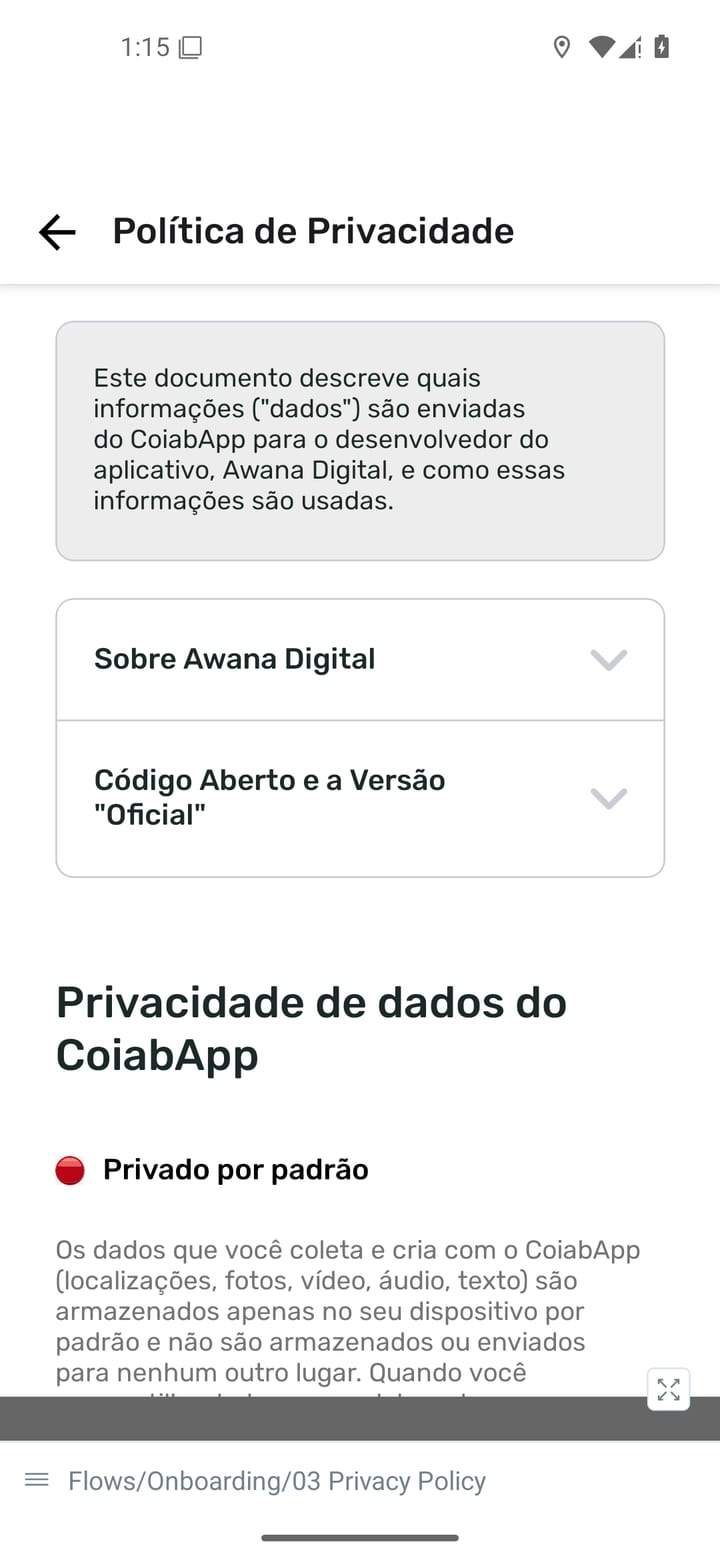 1:15
Política de Privacidade
Este documento descreve quais
informações ("dados") são enviadas
do CoiabApp para o desenvolvedor do
aplicativo, Awana Digital, e como essas
informações são usadas.
Sobre Awana Digital
Código Aberto e a Versão
"Oficial"
Privacidade de dados do
CoiabApp
Privado por padrão
Os dados que você coleta e cria com o CoiabApp
(localizações, fotos, vídeo, áudio, texto) são
armazenados apenas no seu dispositivo por
padrão e não são armazenados ou enviados
para nenhum outro lugar. Quando você
Flows/Onboarding/03 Privacy Policy